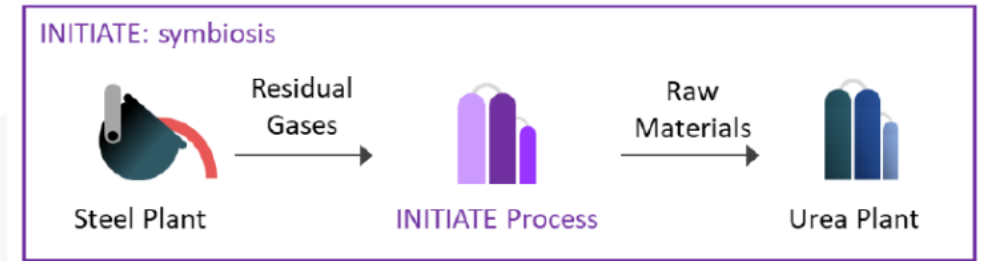 INITIATE: symbiosis
Residual
Gases
Raw
Materials
Steel Plant
INITIATE Process
Urea Plant